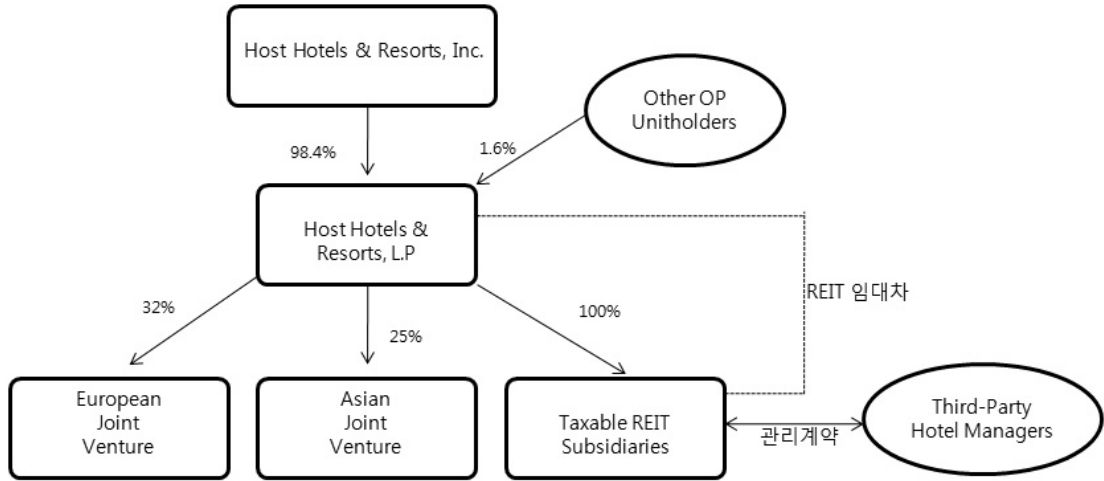 Host Hotels & Resorts, Inc.
Other OP
Unitholders
98.4%
1.6%
Host Hotels &
Resorts, L.P
REIT 임대차
32%
25%
100%
European
Joint
Venture
Asian
Joint
Venture
Taxable REIT
Subsidiaries
관리계약
Third-Party
Hotel Managers